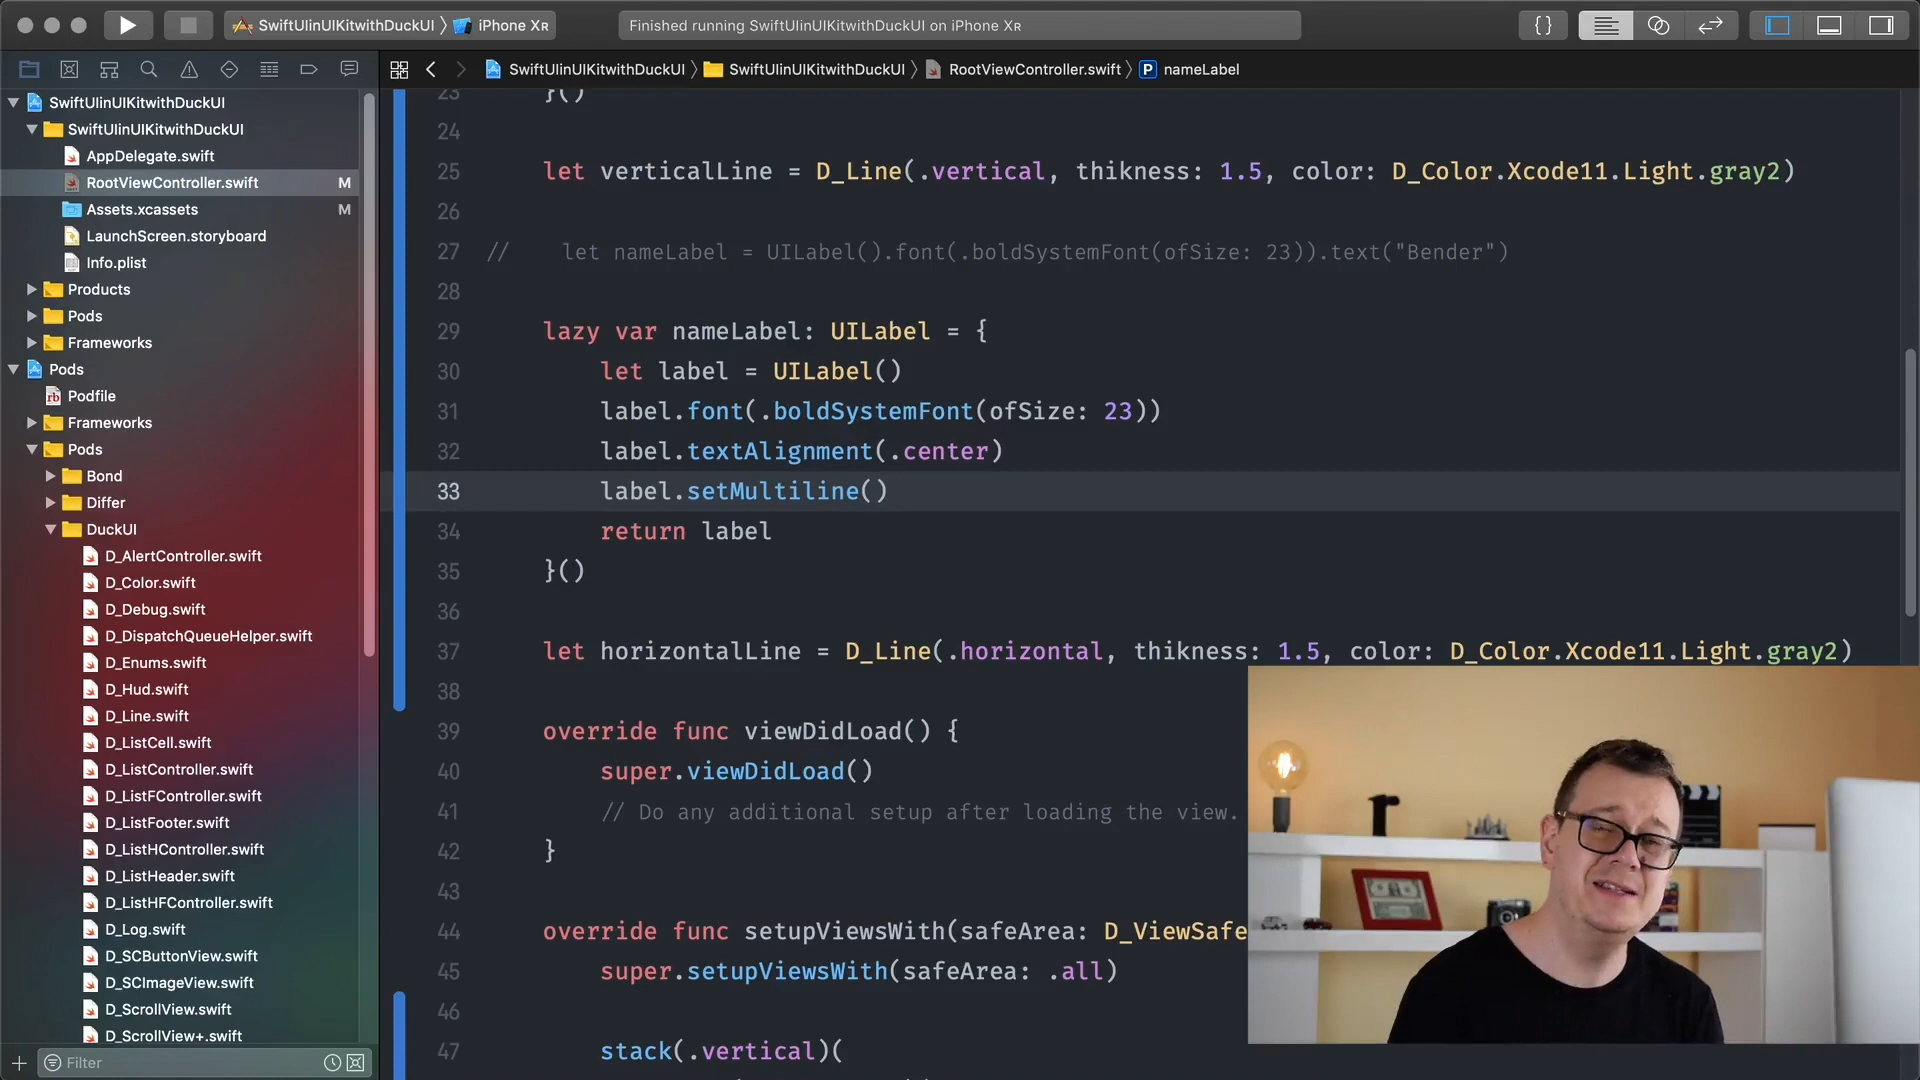 SwiftUIinUIKitwithDuckUI
iPhone XR
Finished running SwiftUIinUIKitwithDuckUI on iPhone XR
{}
SwiftUIinUIKitwithDuckUI
SwiftUIinUIKitwithDuckUI
RootViewController.swift
P nameLabel
SwiftUIinUIKitwithDuckUI
SwiftUIinUIKitwithDuckUI
AppDelegate.swift
RootViewController.swift M
Assets.xcassets M
LaunchScreen.storyboard
Info.plist
Products
Pods
Frameworks
Pods
rb Podfile
Frameworks
Pods
Bond
Differ
DuckUI
D_AlertController.swift
D_Color.swift
D_Debug.swift
D_DispatchQueueHelper.swift
D_Enums.swift
D_Hud.swift
D_Line.swift
D_ListCell.swift
D_ListController.swift
D_ListFController.swift
D_ListFooter.swift
D_ListHController.swift
D_ListHeader.swift
D_ListHFController.swift
D_Log.swift
D_SCButtonView.swift
D_SCImageView.swift
D_ScrollView.swift
D_ScrollView+.swift
Filter
23 }()
24
25 let verticalLine = D_Line(.vertical, thikness: 1.5, color: D_Color.Xcode11.Light.gray2)
26
27 // let nameLabel = UILabel().font(.boldSystemFont(ofSize: 23)).text("Bender")
28
29 lazy var nameLabel: UILabel = {
30 let label = UILabel()
31 label.font(.boldSystemFont(ofSize: 23))
32 label.textAlignment(.center)
33 label.setMultiline()
34 return label
35 }()
36
37 let horizontalLine = D_Line(.horizontal, thikness: 1.5, color: D_Color.Xcode11.Light.gray2)
38
39 override func viewDidLoad() {
40 super.viewDidLoad()
41 // Do any additional setup after loading the view.
42 }
43
44 override func setupViewsWith(safeArea: D_ViewSafe
45 super.setupViewsWith(safeArea: .all)
46
47 stack(.vertical)(